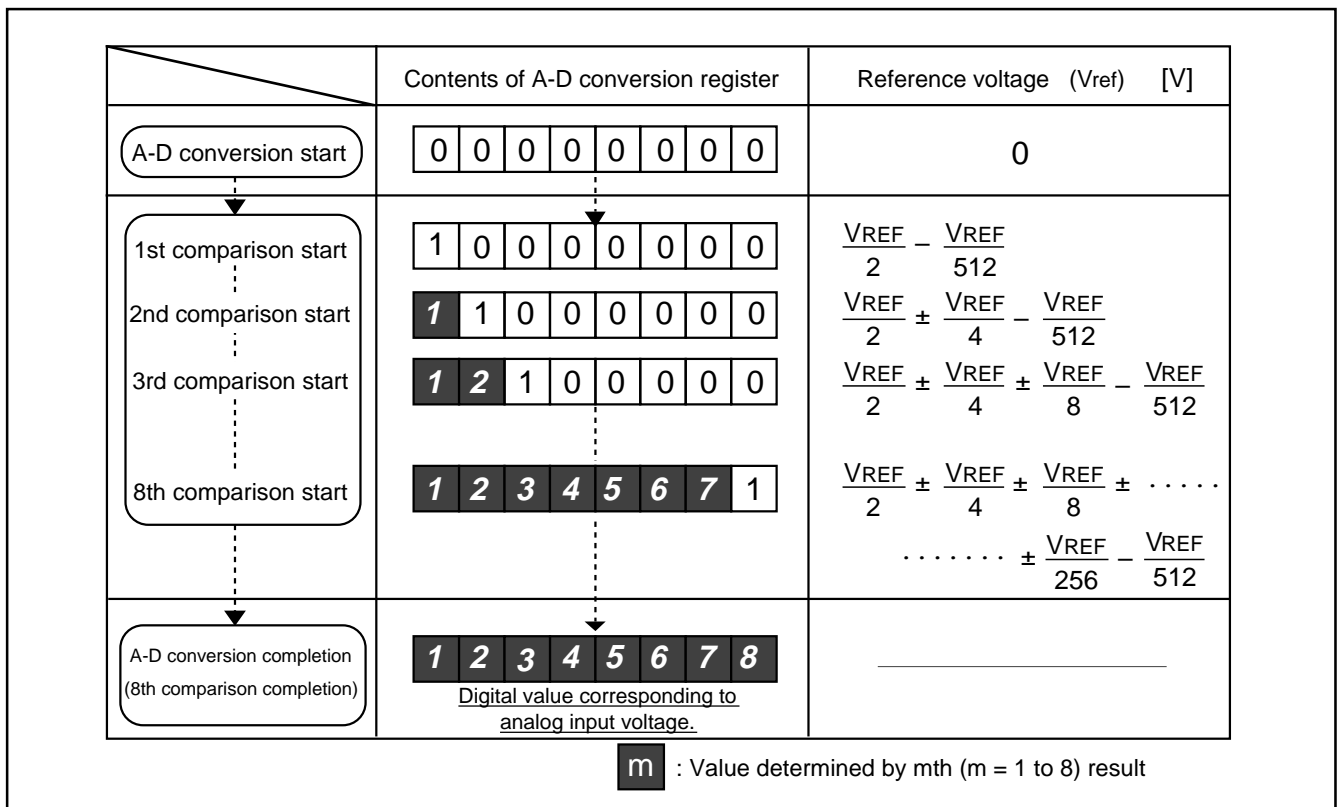 Contents of A-D conversion register Reference voltage (Vref) [V]
A-D conversion start 0 0 0 0 0 0 0 0 0
1st comparison start 1 0 0 0 0 0 0 0 VREF/2 – VREF/512
2nd comparison start 1 1 0 0 0 0 0 0 VREF/2 ± VREF/4 – VREF/512
3rd comparison start 1 2 1 0 0 0 0 0 VREF/2 ± VREF/4 ± VREF/8 – VREF/512
8th comparison start 1 2 3 4 5 6 7 1 VREF/2 ± VREF/4 ± VREF/8 ± ·····
······· ± VREF/256 – VREF/512
A-D conversion completion
(8th comparison completion)
1 2 3 4 5 6 7 8
Digital value corresponding to
analog input voltage.
m : Value determined by mth (m = 1 to 8) result